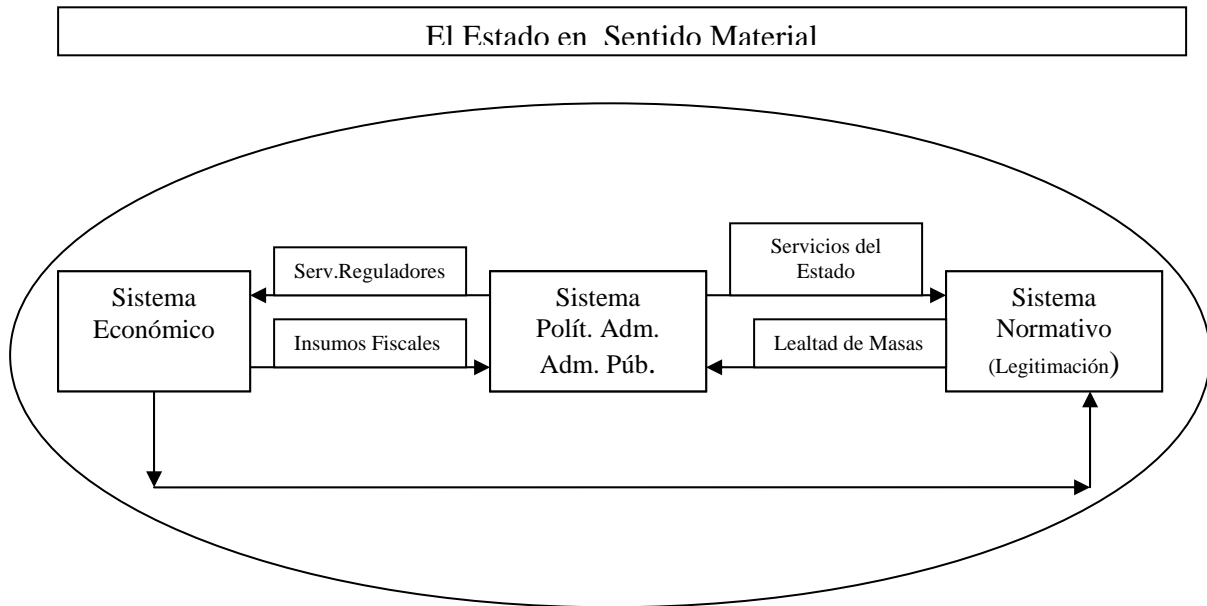 El Estado en  Sentido Material
Serv.Reguladores
Servicios del
Estado
Sistema
Económico
Sistema
Polít. Adm.
Adm. Púb.
Sistema
Normativo
(Legitimación)
Insumos Fiscales
Lealtad de Masas